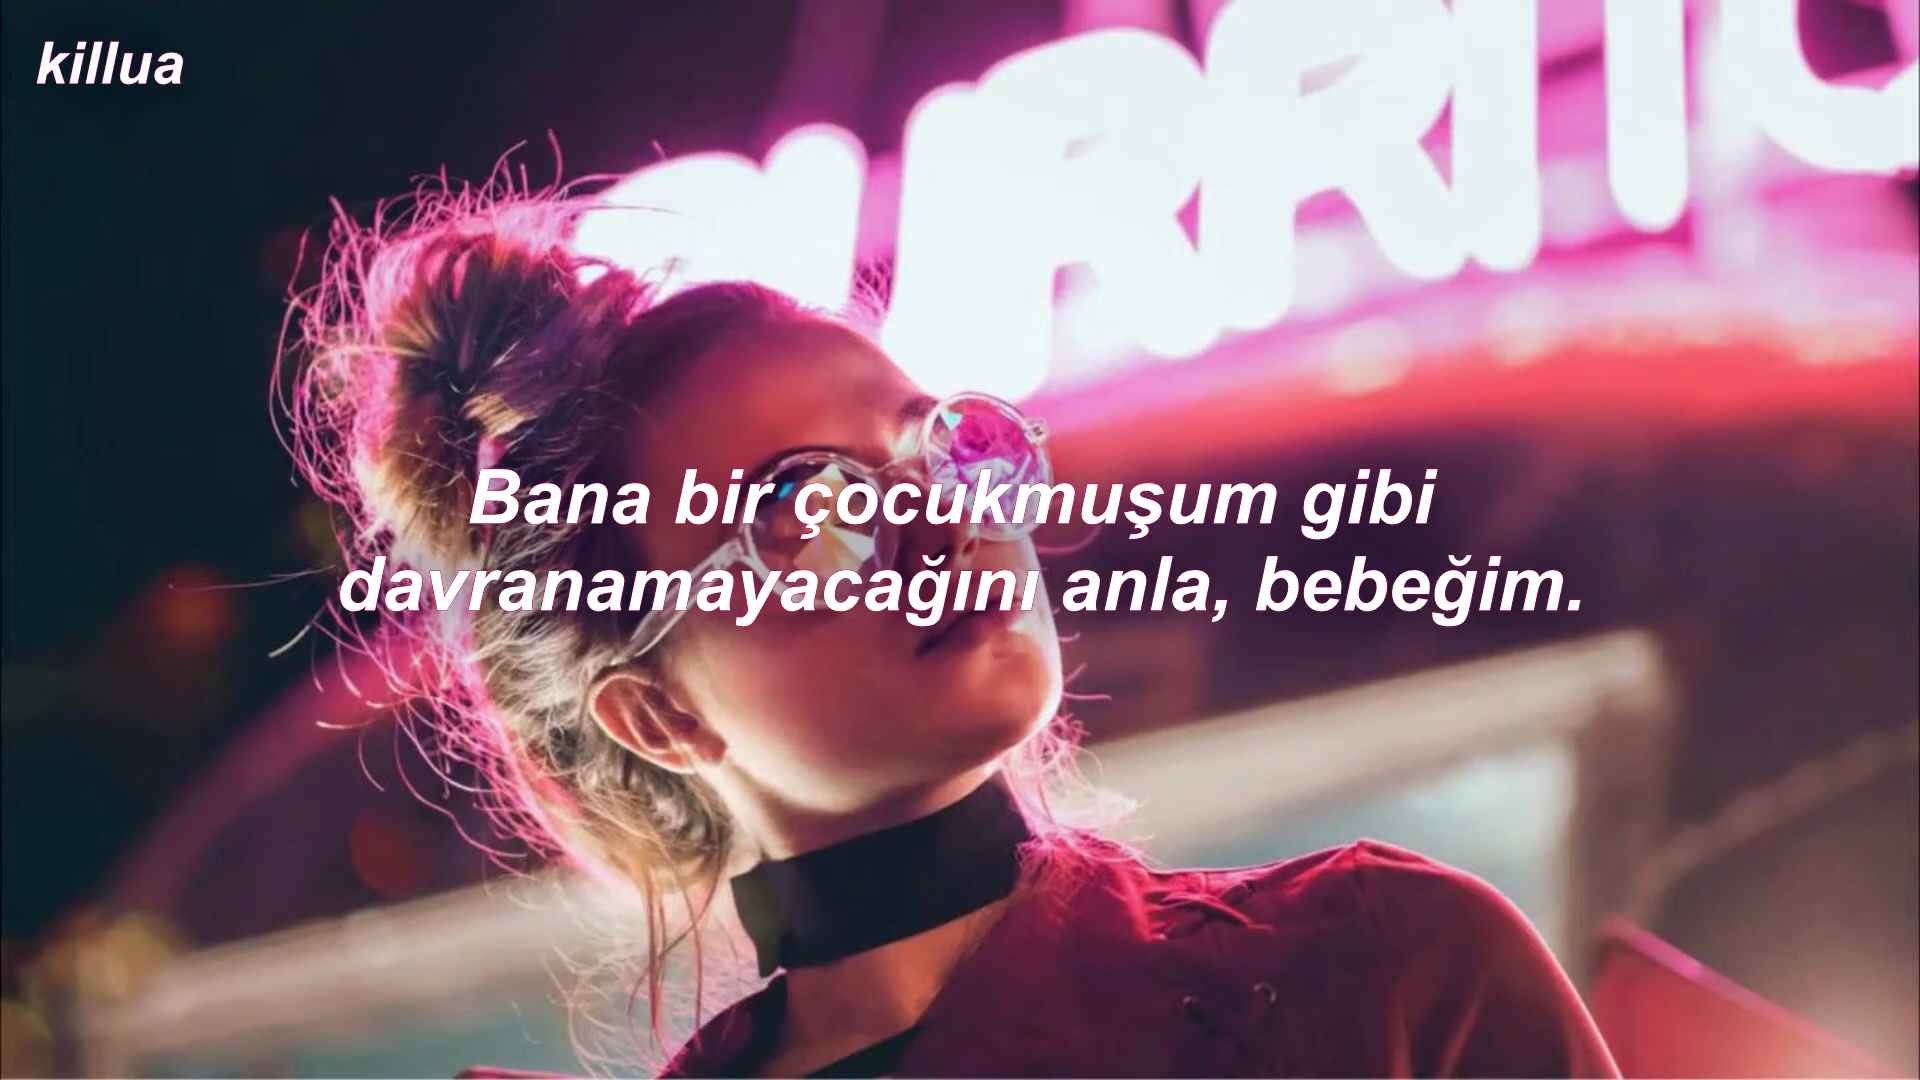 killua
Bana bir çocukmuşum gibi
davranamayacağını anla, bebeğim.